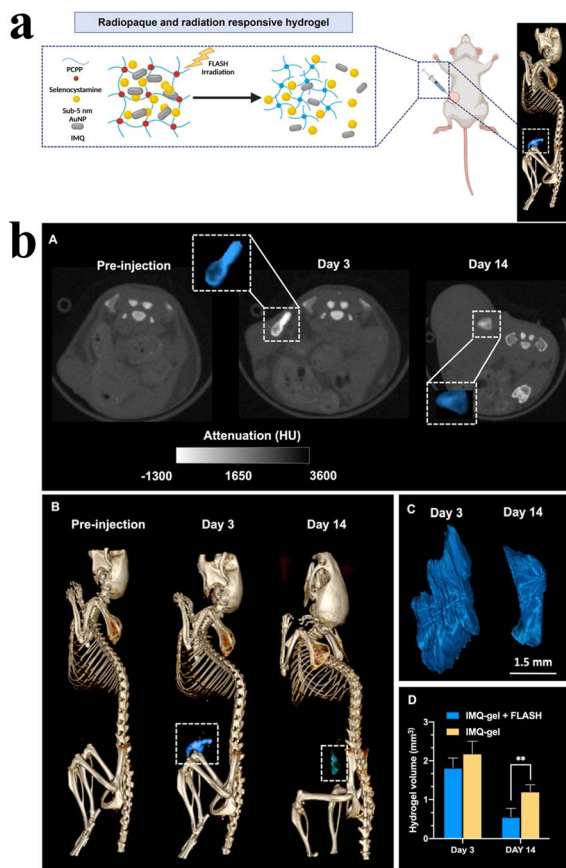 a
Radiopaque and radiation responsive hydrogel
PCPP
Selenocystamine
Sub-5 nm
AuNP
IMQ
FLASH
Irradiation
b
A
Pre-injection
Day 3
Day 14
Attenuation (HU)
-1300 1650 3600
B
Pre-injection
Day 3
Day 14
C
Day 3
Day 14
1.5 mm
D
IMQ-gel + FLASH
IMQ-gel
Hydrogel volume (mm³)
3
2
1
0
**
Day 3
DAY 14